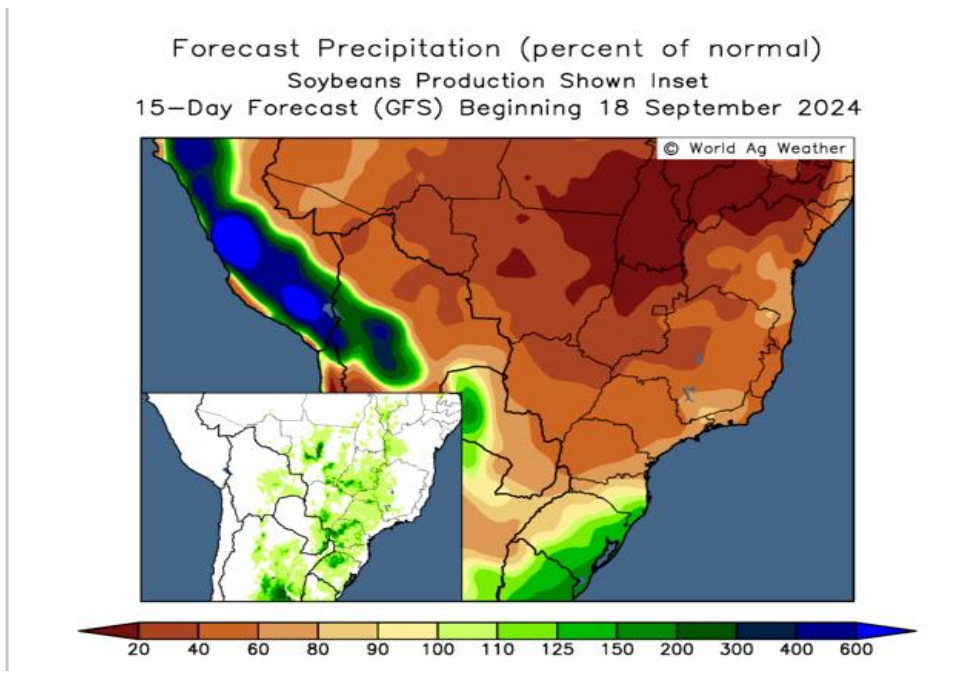 Forecast Precipitation (percent of normal)
Soybeans Production Shown Inset
15-Day Forecast (GFS) Beginning 18 September 2024
© World Ag Weather
20 40 60 80 90 100 110 125 150 200 300 400 600